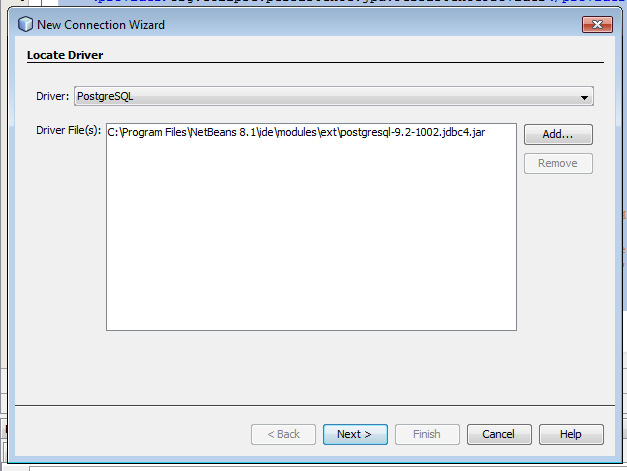 New Connection Wizard
Locate Driver
Driver: PostgreSQL
Driver File(s): C:\Program Files\NetBeans 8.1\ide\modules\ext\postgresql-9.2-1002.jdbc4.jar
Add...
Remove
< Back Next > Finish Cancel Help